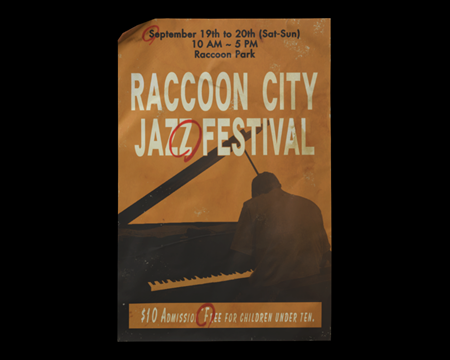 September 19th to 20th (Sat-Sun)
10 AM ~ 5 PM
Raccoon Park
RACCOON CITY
JAZZ FESTIVAL
$10 Admission Free for children under ten.